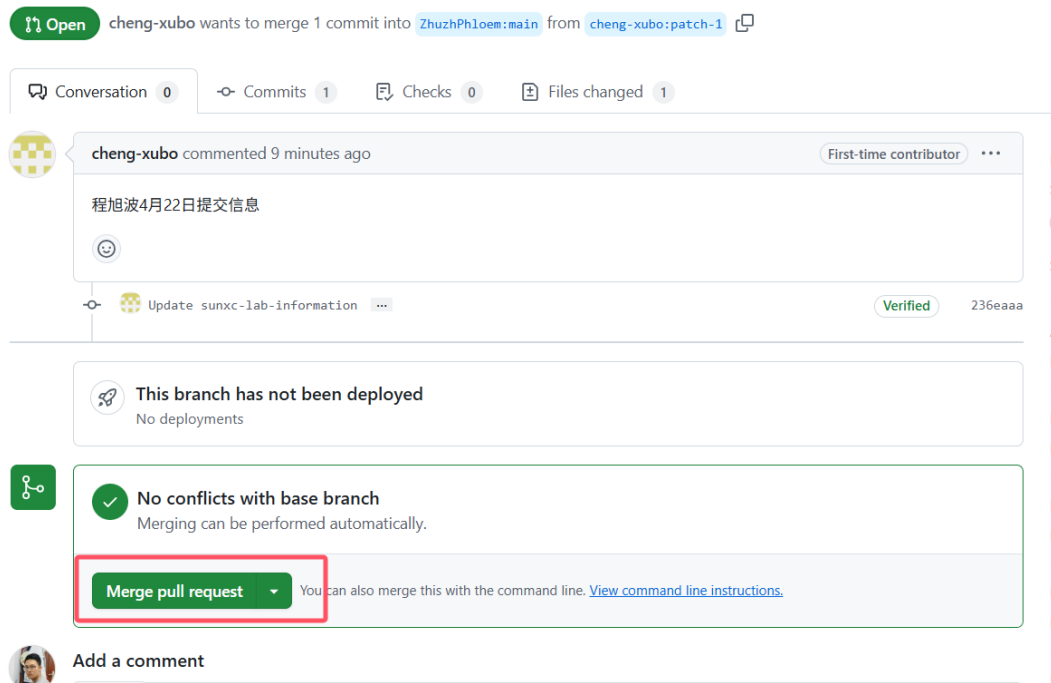 Open cheng-xubo wants to merge 1 commit into ZhuzhPhloem:main from cheng-xubo:patch-1
Conversation 0 Commits 1 Checks 0 Files changed 1
cheng-xubo commented 9 minutes ago First-time contributor ...
程旭波4月22日提交信息
Update sunxc-lab-information ... Verified 236eaaa
This branch has not been deployed
No deployments
No conflicts with base branch
Merging can be performed automatically.
Merge pull request You can also merge this with the command line. View command line instructions.
Add a comment